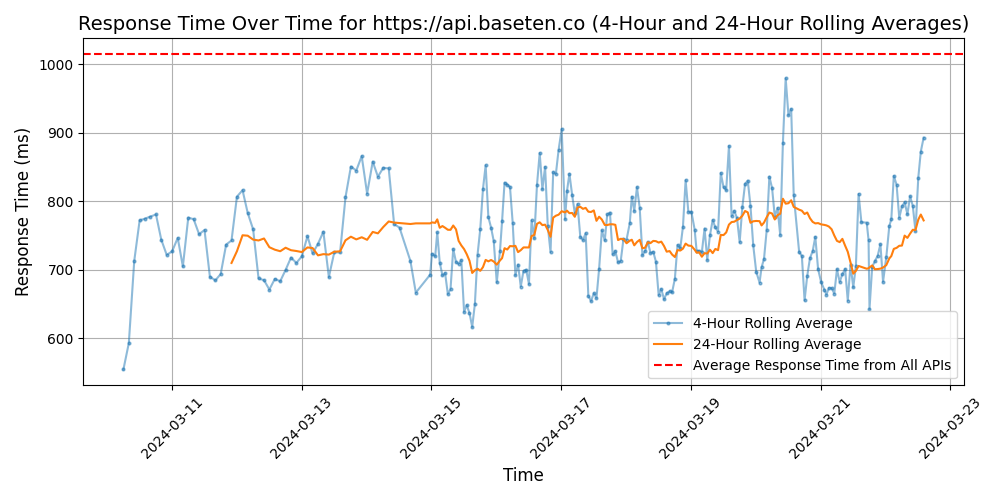 Response Time Over Time for https://api.baseten.co (4-Hour and 24-Hour Rolling Averages)
Response Time (ms)
1000
900
800
700
600
4-Hour Rolling Average
24-Hour Rolling Average
Average Response Time from All APIs
2024-03-11
2024-03-13
2024-03-15
2024-03-17
2024-03-19
2024-03-21
2024-03-23
Time